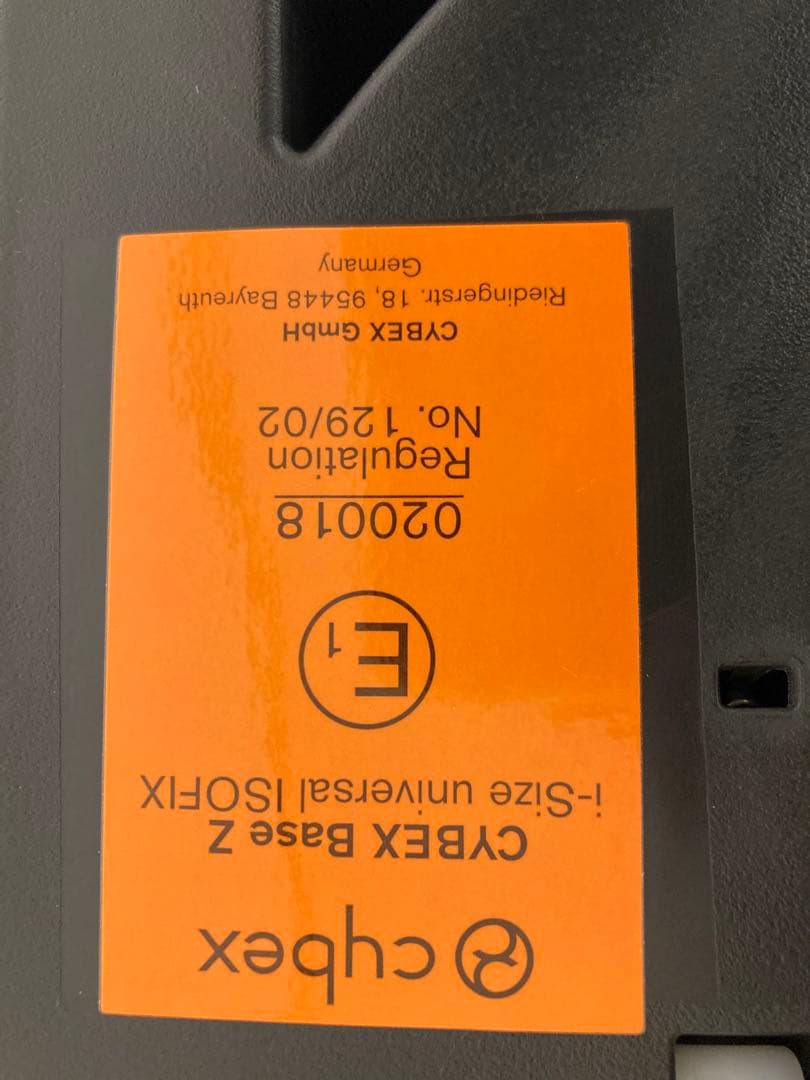 cybex
CYBEX Base Z
i-Size universal ISOFIX
E1
020018
Regulation
No. 129/02
CYBEX GmbH
Riedingerstr. 18, 95448 Bayreuth
Germany